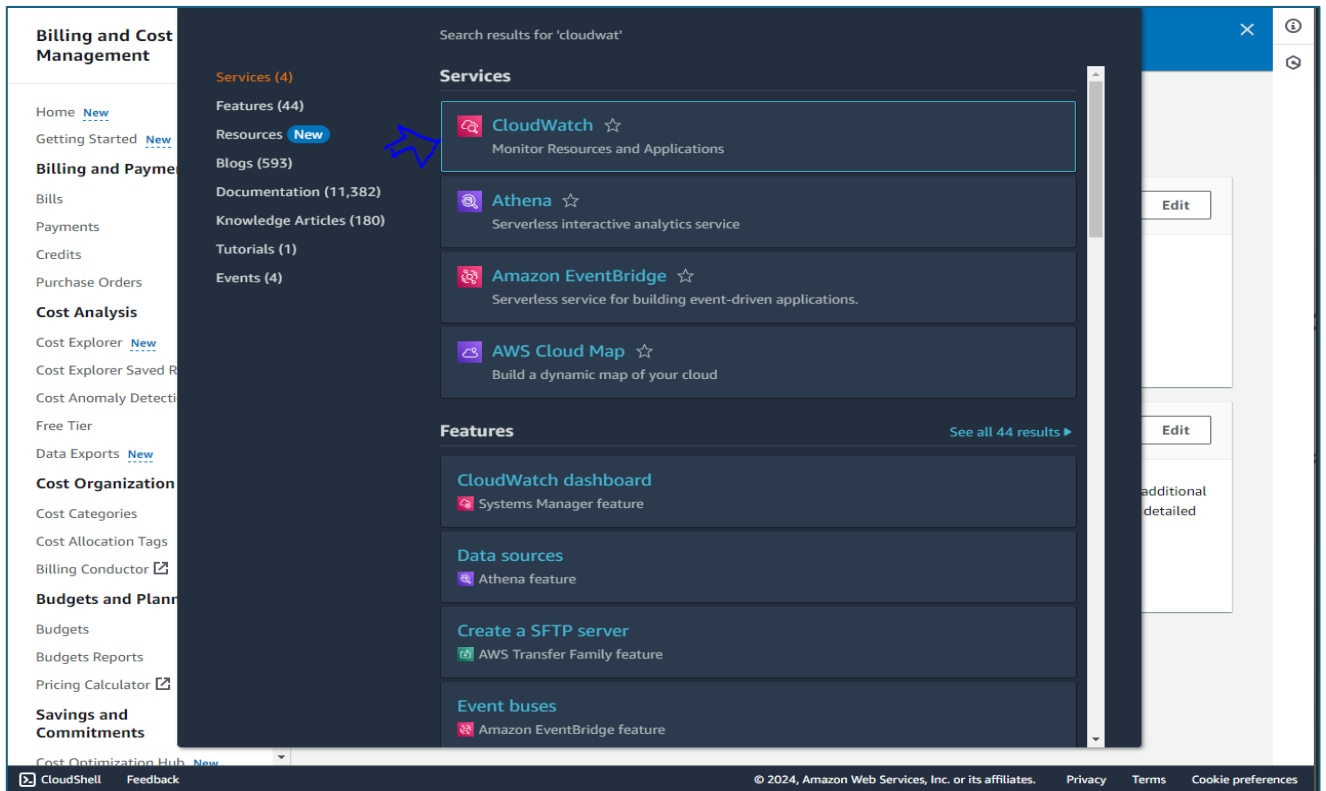 Billing and Cost
Management
Home New
Getting Started New
Billing and Payme
Bills
Payments
Credits
Purchase Orders
Cost Analysis
Cost Explorer New
Cost Explorer Saved R
Cost Anomaly Detecti
Free Tier
Data Exports New
Cost Organization
Cost Categories
Cost Allocation Tags
Billing Conductor
Budgets and Plann
Budgets
Budgets Reports
Pricing Calculator
Savings and
Commitments
Cost Optimization Hub New
Search results for 'cloudwat'
Services (4)
Features (44)
Resources New
Blogs (593)
Documentation (11,382)
Knowledge Articles (180)
Tutorials (1)
Events (4)
Services
CloudWatch
Monitor Resources and Applications
Athena
Serverless interactive analytics service
Amazon EventBridge
Serverless service for building event-driven applications.
AWS Cloud Map
Build a dynamic map of your cloud
Features
See all 44 results
CloudWatch dashboard
Systems Manager feature
Data sources
Athena feature
Create a SFTP server
AWS Transfer Family feature
Event buses
Amazon EventBridge feature
Edit
Edit
additional
detailed
CloudShell Feedback © 2024, Amazon Web Services, Inc. or its affiliates. Privacy Terms Cookie preferences